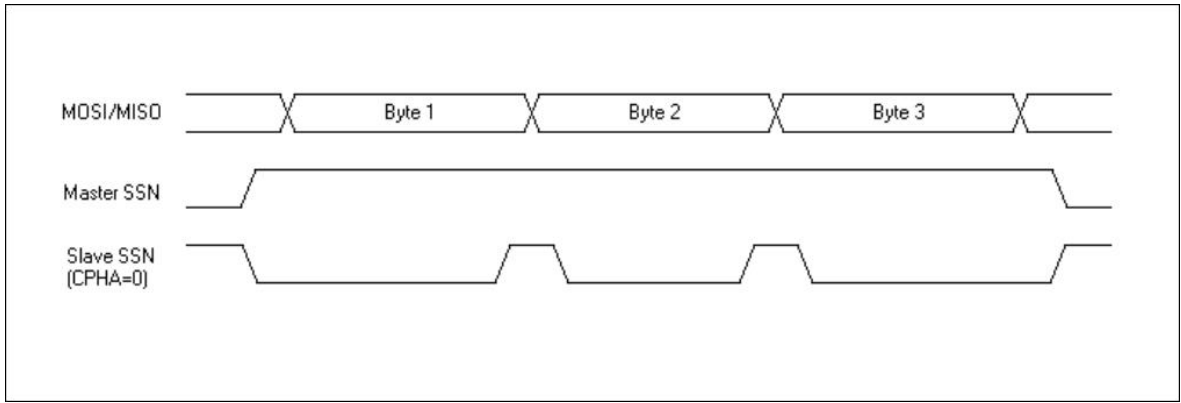 MOSI/MISO Byte 1 Byte 2 Byte 3
Master SSN
Slave SSN
(CPHA=0)